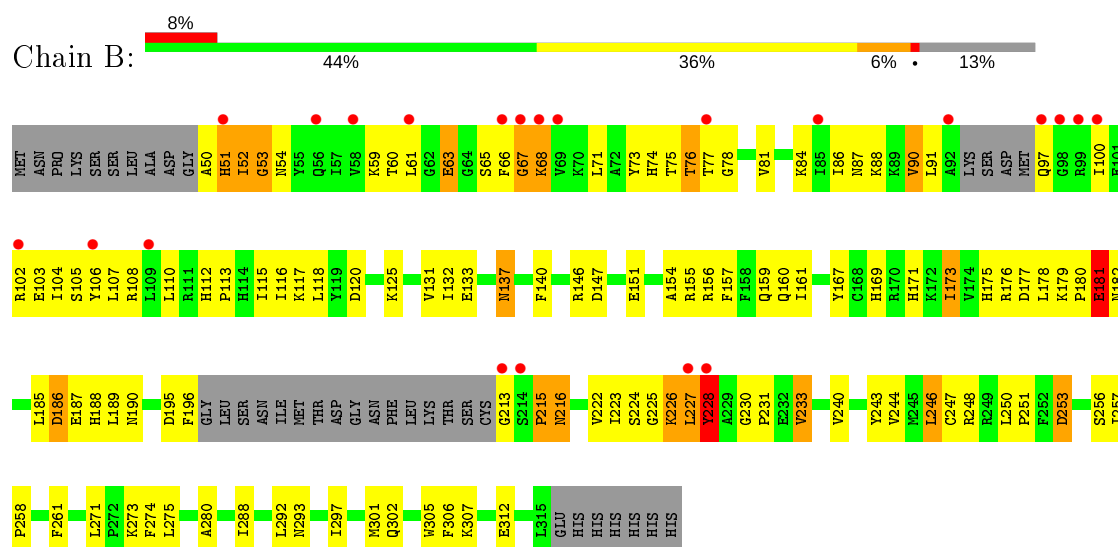 8%
Chain B:
44% 36% 6% • 13%
MET ASN PRO LYS SER SER LEU ALA ASP GLY A50 H51 I52 G53 N54 Y55 Q56 I57 V58 K59 T60 L61 G62 E63 G64 S65 F66 G67 K68 V69 K70 L71 A72 Y73 H74 T75 T76 T77 G78 V81 K84 I85 I86 N87 K88 K89 V90 L91 A92 LYS SER ASP MET Q97 G98 R99 I100 E101
R102 E103 I104 S105 Y106 L107 R108 L109 L110 R111 H112 P113 H114 I115 I116 K117 L118 Y119 D120 K125 V131 I132 E133 N137 F140 R146 D147 E151 A154 R155 R156 F157 F158 Q159 Q160 I161 Y167 C168 H169 R170 H171 K172 I173 V174 H175 R176 D177 L178 K179 P180 E181 N182
L185 D186 E187 H188 L189 N190 D195 F196 GLY LEU SER ASN ILE MET THR ASP GLY ASN PHE LEU LYS THR SER CYS G213 S214 P215 N216 V222 I223 S224 G225 K226 L227 Y228 A229 G230 P231 E232 V233 V240 Y243 V244 M245 L246 C247 R248 R249 L250 P251 F252 D253 S256 I257
P258 F261 L271 P272 K273 F274 L275 A280 I288 L292 N293 I297 M301 Q302 W305 F306 K307 E312 L315 GLU HIS HIS HIS HIS HIS HIS